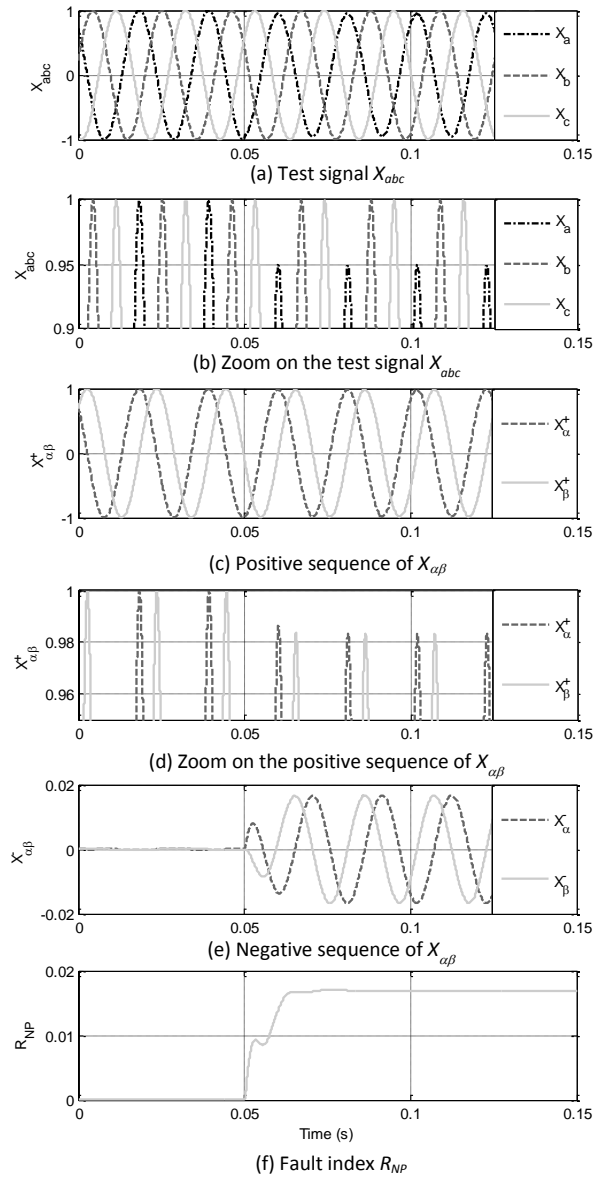 1
0
-1
X_abc
0
0.05
0.1
0.15
X_a
X_b
X_c
(a) Test signal X_abc
1
0.95
0.9
X_abc
0
0.05
0.1
0.15
X_a
X_b
X_c
(b) Zoom on the test signal X_abc
1
0
-1
X⁺_αβ
0
0.05
0.1
0.15
X⁺_α
X⁺_β
(c) Positive sequence of X_αβ
1
0.98
0.96
X⁺_αβ
0
0.05
0.1
0.15
X⁺_α
X⁺_β
(d) Zoom on the positive sequence of X_αβ
0.02
0
-0.02
X⁻_αβ
0
0.05
0.1
0.15
X⁻_α
X⁻_β
(e) Negative sequence of X_αβ
0.02
0.01
0
R_NP
0
0.05
0.1
0.15
Time (s)
(f) Fault index R_NP